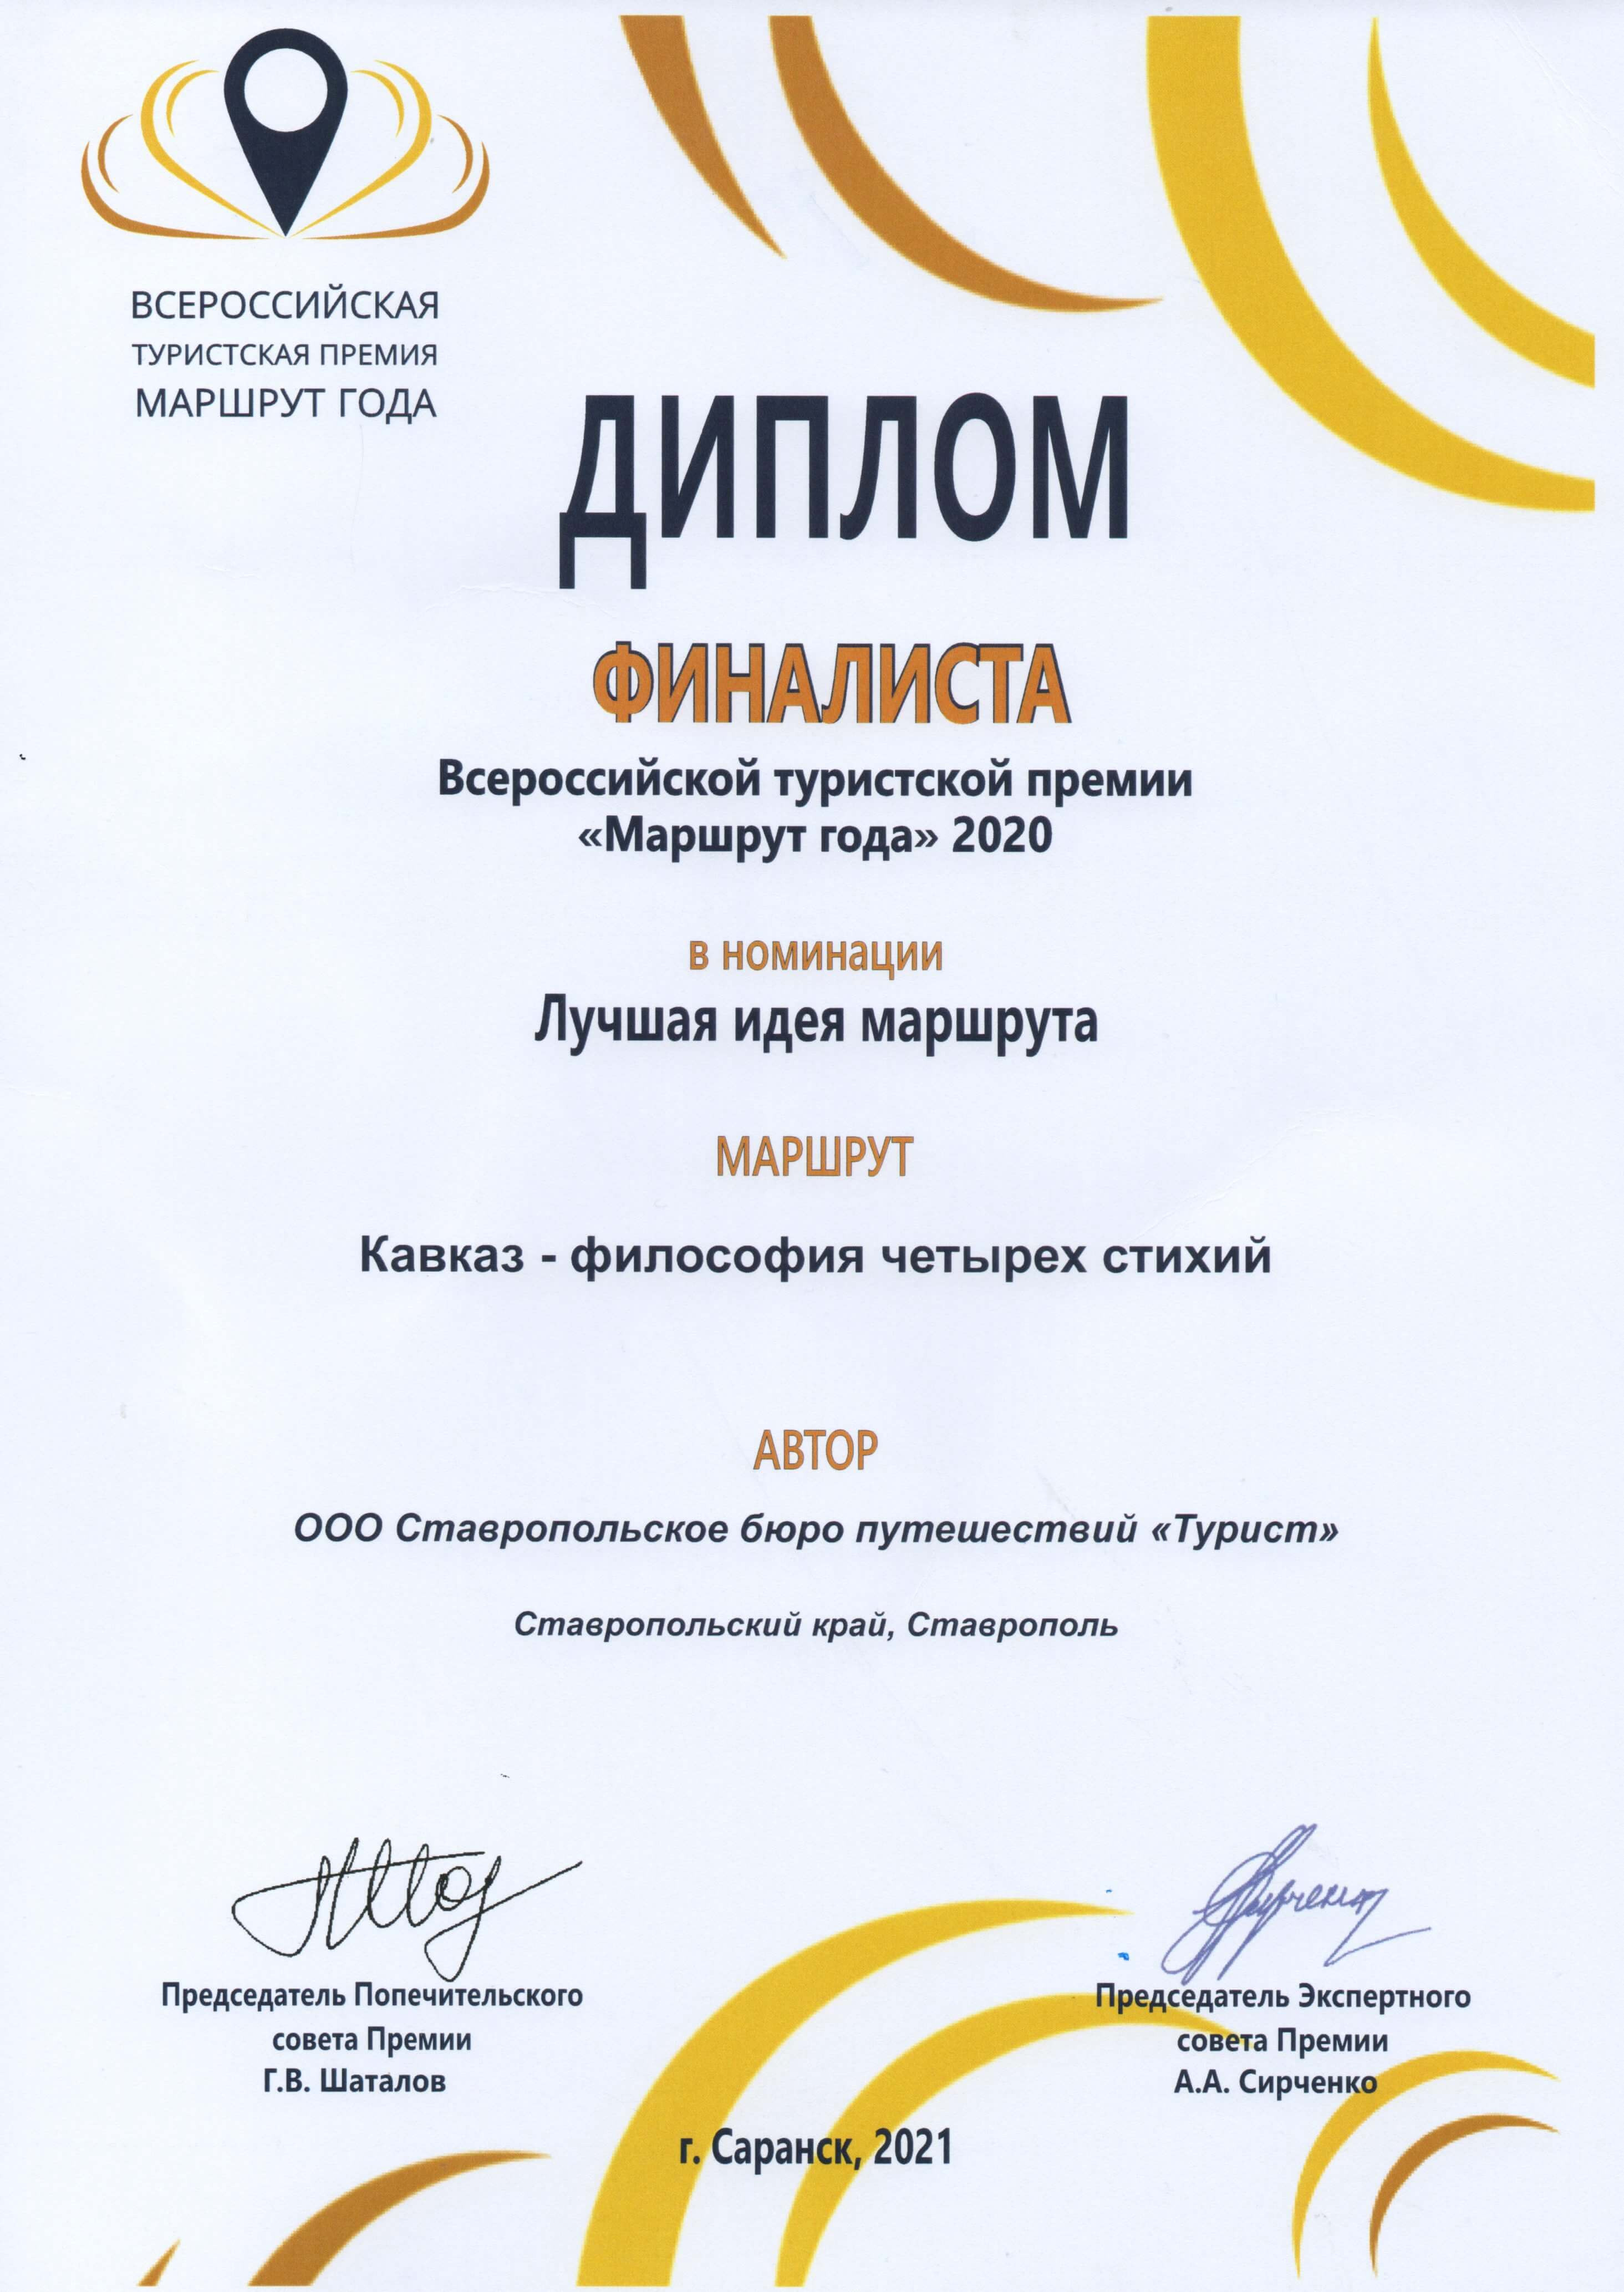 ВСЕРОССИЙСКАЯ
ТУРИСТСКАЯ ПРЕМИЯ
МАРШРУТ ГОДА
ДИПЛОМ
ФИНАЛИСТА
Всероссийской туристской премии
«Маршрут года» 2020
в номинации
Лучшая идея маршрута
МАРШРУТ
Кавказ - философия четырех стихий
АВТОР
ООО Ставропольское бюро путешествий «Турист»
Ставропольский край, Ставрополь
Председатель Попечительского
совета Премии
Г.В. Шаталов
Председатель Экспертного
совета Премии
А.А. Сирченко
г. Саранск, 2021